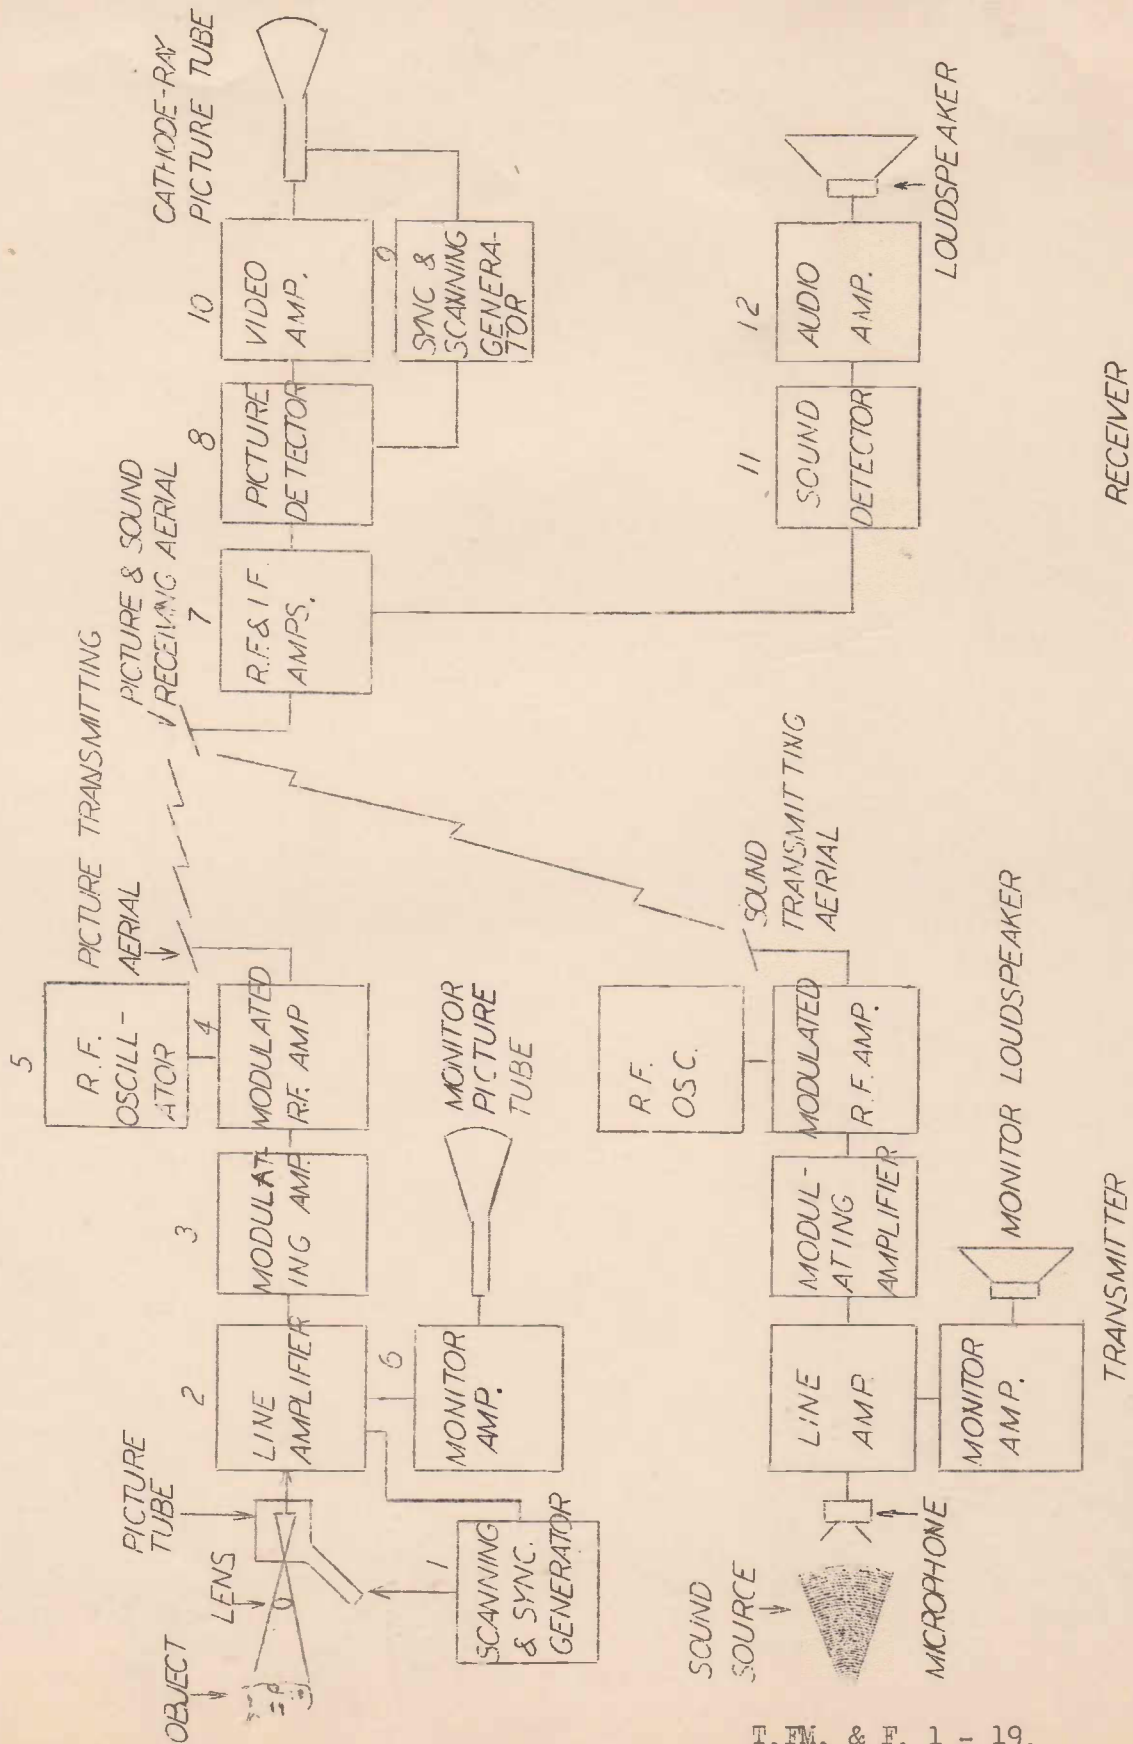 OBJECT
LENS
PICTURE
TUBE
1
SCANNING
& SYNC.
GENERATOR
2
LINE
AMPLIFIER
6
MONITOR
AMP.
MONITOR
PICTURE
TUBE
3
MODULAT-
ING AMP.
4
MODULATED
R.F. AMP
5
R.F.
OSCILL-
ATOR
PICTURE TRANSMITTING
AERIAL
PICTURE & SOUND
RECEIVING AERIAL
7
R.F. & I F.
AMPS.
8
PICTURE
DETECTOR
9
SYNC &
SCANNING
GENERA-
TOR
10
VIDEO
AMP.
CATHODE-RAY
PICTURE TUBE
SOUND
SOURCE
MICROPHONE
LINE
AMP.
MONITOR
AMP.
MONITOR LOUDSPEAKER
MODUL-
ATING
AMPLIFIER
MODULATED
R.F. AMP.
R.F.
OSC.
SOUND
TRANSMITTING
AERIAL
11
SOUND
DETECTOR
12
AUDIO
AMP.
LOUDSPEAKER
TRANSMITTER
RECEIVER
T.FM. & F. 1 - 19.